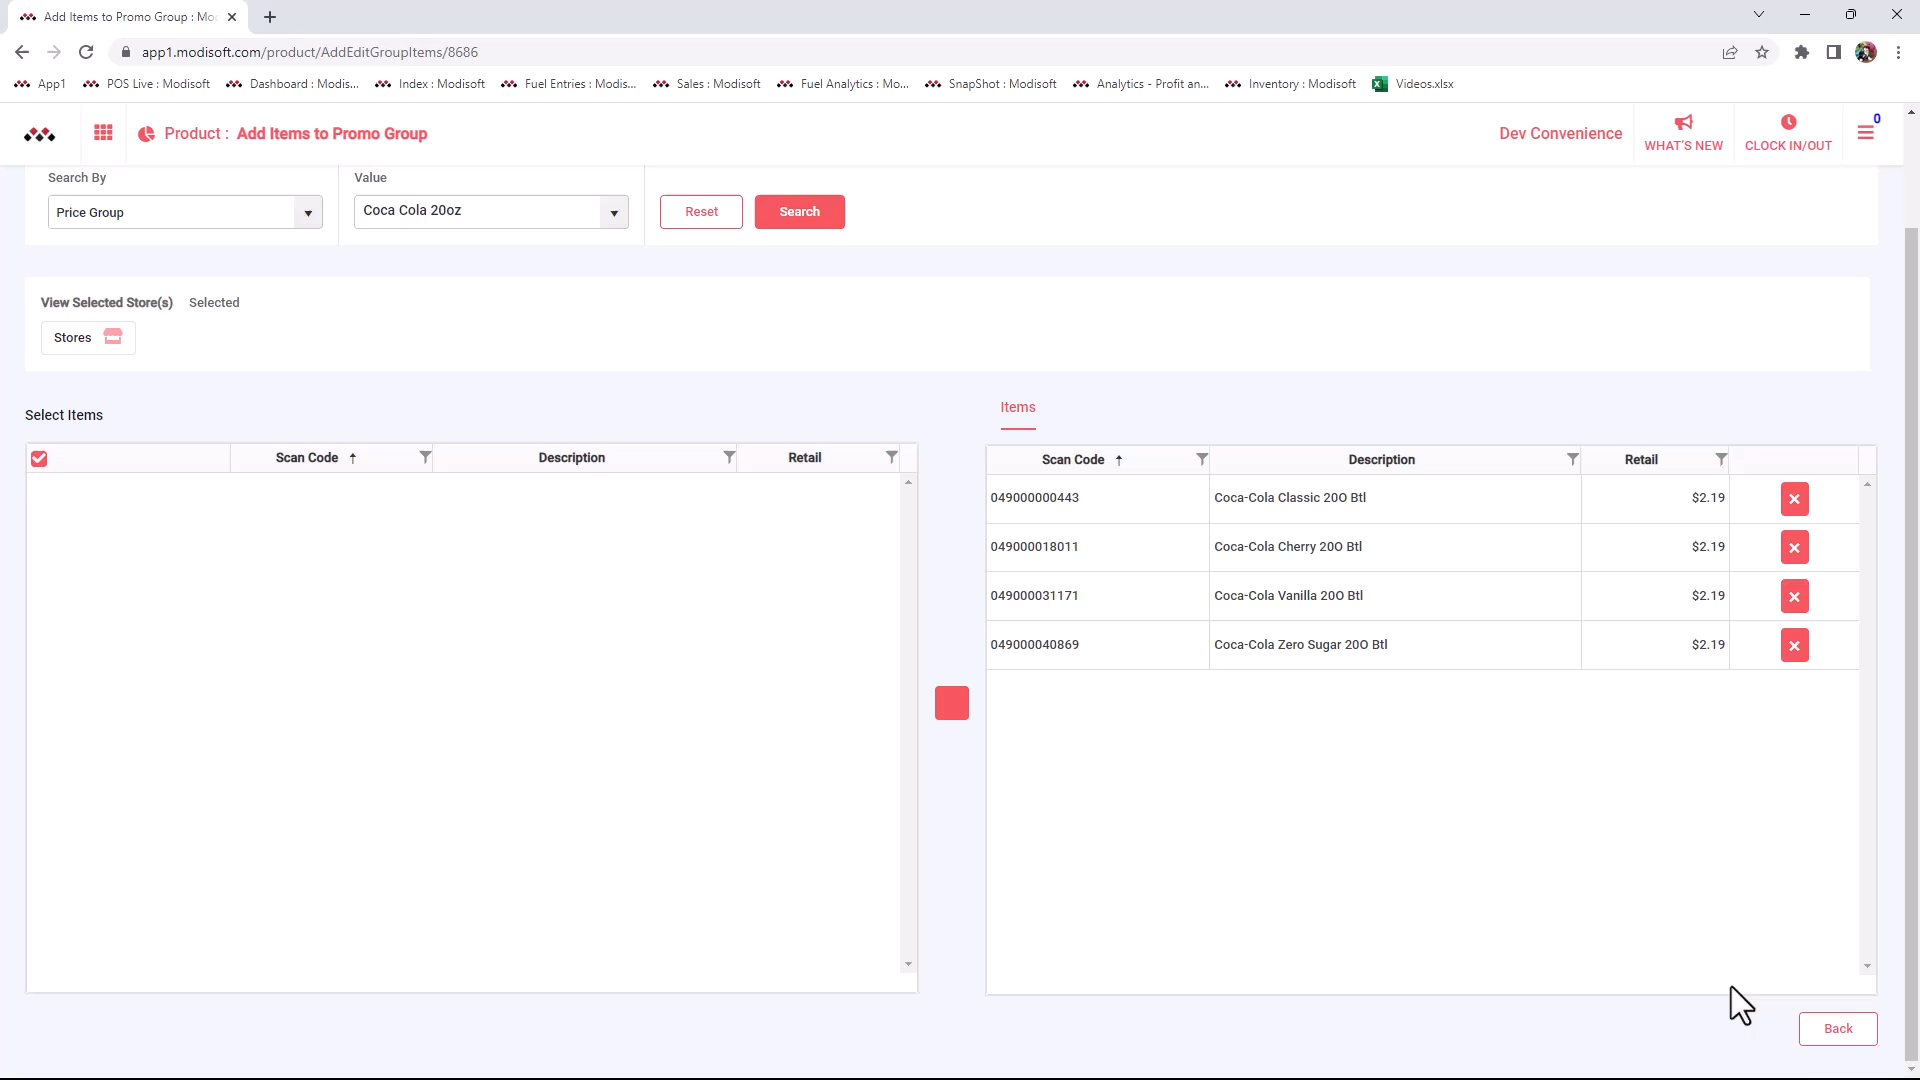 Add Items to Promo Group : Mo
app1.modisoft.com/product/AddEditGroupItems/8686
App1
POS Live : Modisoft
Dashboard : Modis...
Index : Modisoft
Fuel Entries : Modis...
Sales : Modisoft
Fuel Analytics : Mo...
SnapShot : Modisoft
Analytics - Profit an...
Inventory : Modisoft
Videos.xlsx
Product : Add Items to Promo Group
Dev Convenience
WHAT'S NEW
CLOCK IN/OUT
0
Search By
Value
Price Group
Coca Cola 20oz
Reset
Search
View Selected Store(s) Selected
Stores
Select Items
Items
Scan Code Description Retail
Scan Code Description Retail
049000000443 Coca-Cola Classic 20O Btl $2.19
049000018011 Coca-Cola Cherry 20O Btl $2.19
049000031171 Coca-Cola Vanilla 20O Btl $2.19
049000040869 Coca-Cola Zero Sugar 20O Btl $2.19
Back